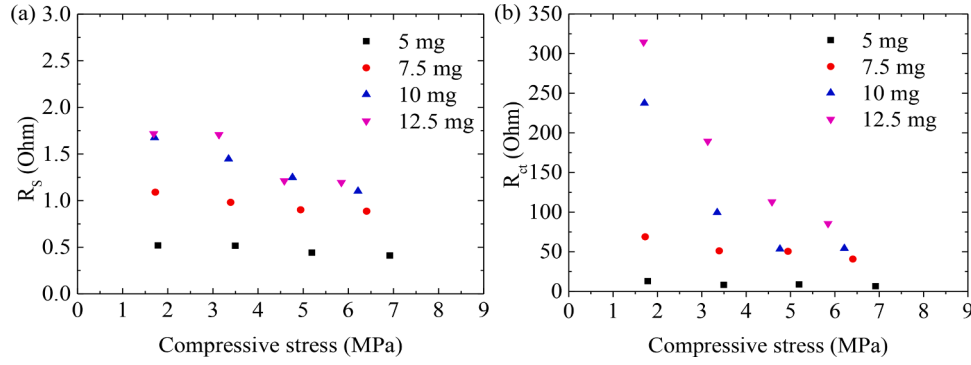 (a)
3.0
2.5
2.0
1.5
1.0
0.5
0.0
R_S (Ohm)
5 mg
7.5 mg
10 mg
12.5 mg
0 1 2 3 4 5 6 7 8 9
Compressive stress (MPa)
(b)
350
300
250
200
150
100
50
0
R_ct (Ohm)
5 mg
7.5 mg
10 mg
12.5 mg
0 1 2 3 4 5 6 7 8 9
Compressive stress (MPa)